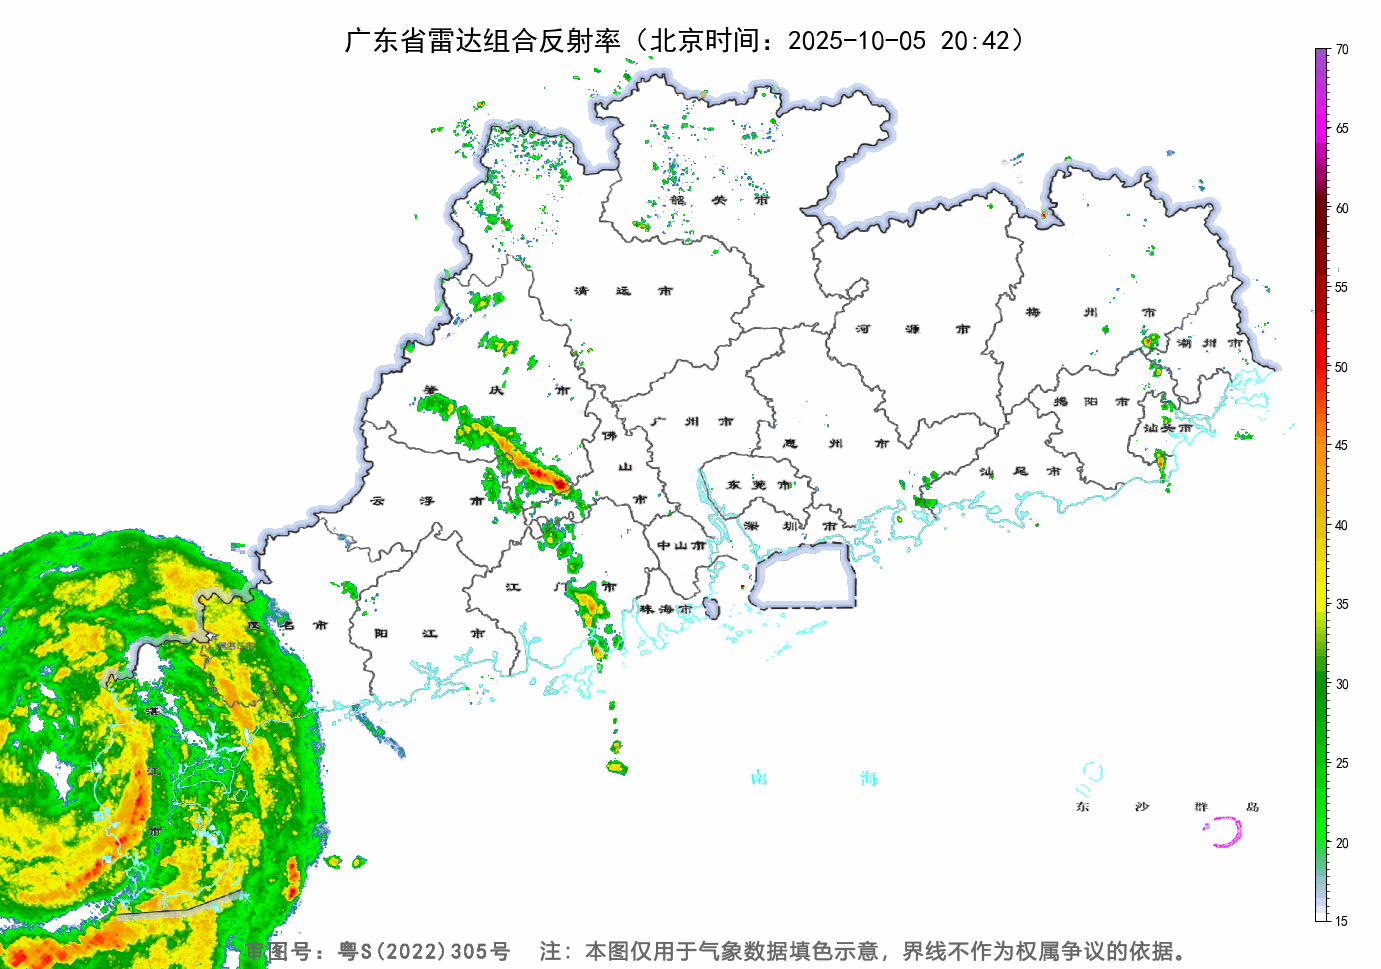 广东省雷达组合反射率（北京时间：2025-10-05 20:42）
70
65
60
55
50
45
40
35
30
25
20
15
韶关市
清远市
梅州市
河源市
潮州市
肇庆市
揭阳市
广州市
汕头市
佛山市
惠州市
汕尾市
云浮市
东莞市
深圳市
中山市
江门市
珠海市
茂名市
阳江市
湛江市
南海
东沙群岛
审图号：粤S(2022)305号 注：本图仅用于气象数据填色示意，界线不作为权属争议的依据。